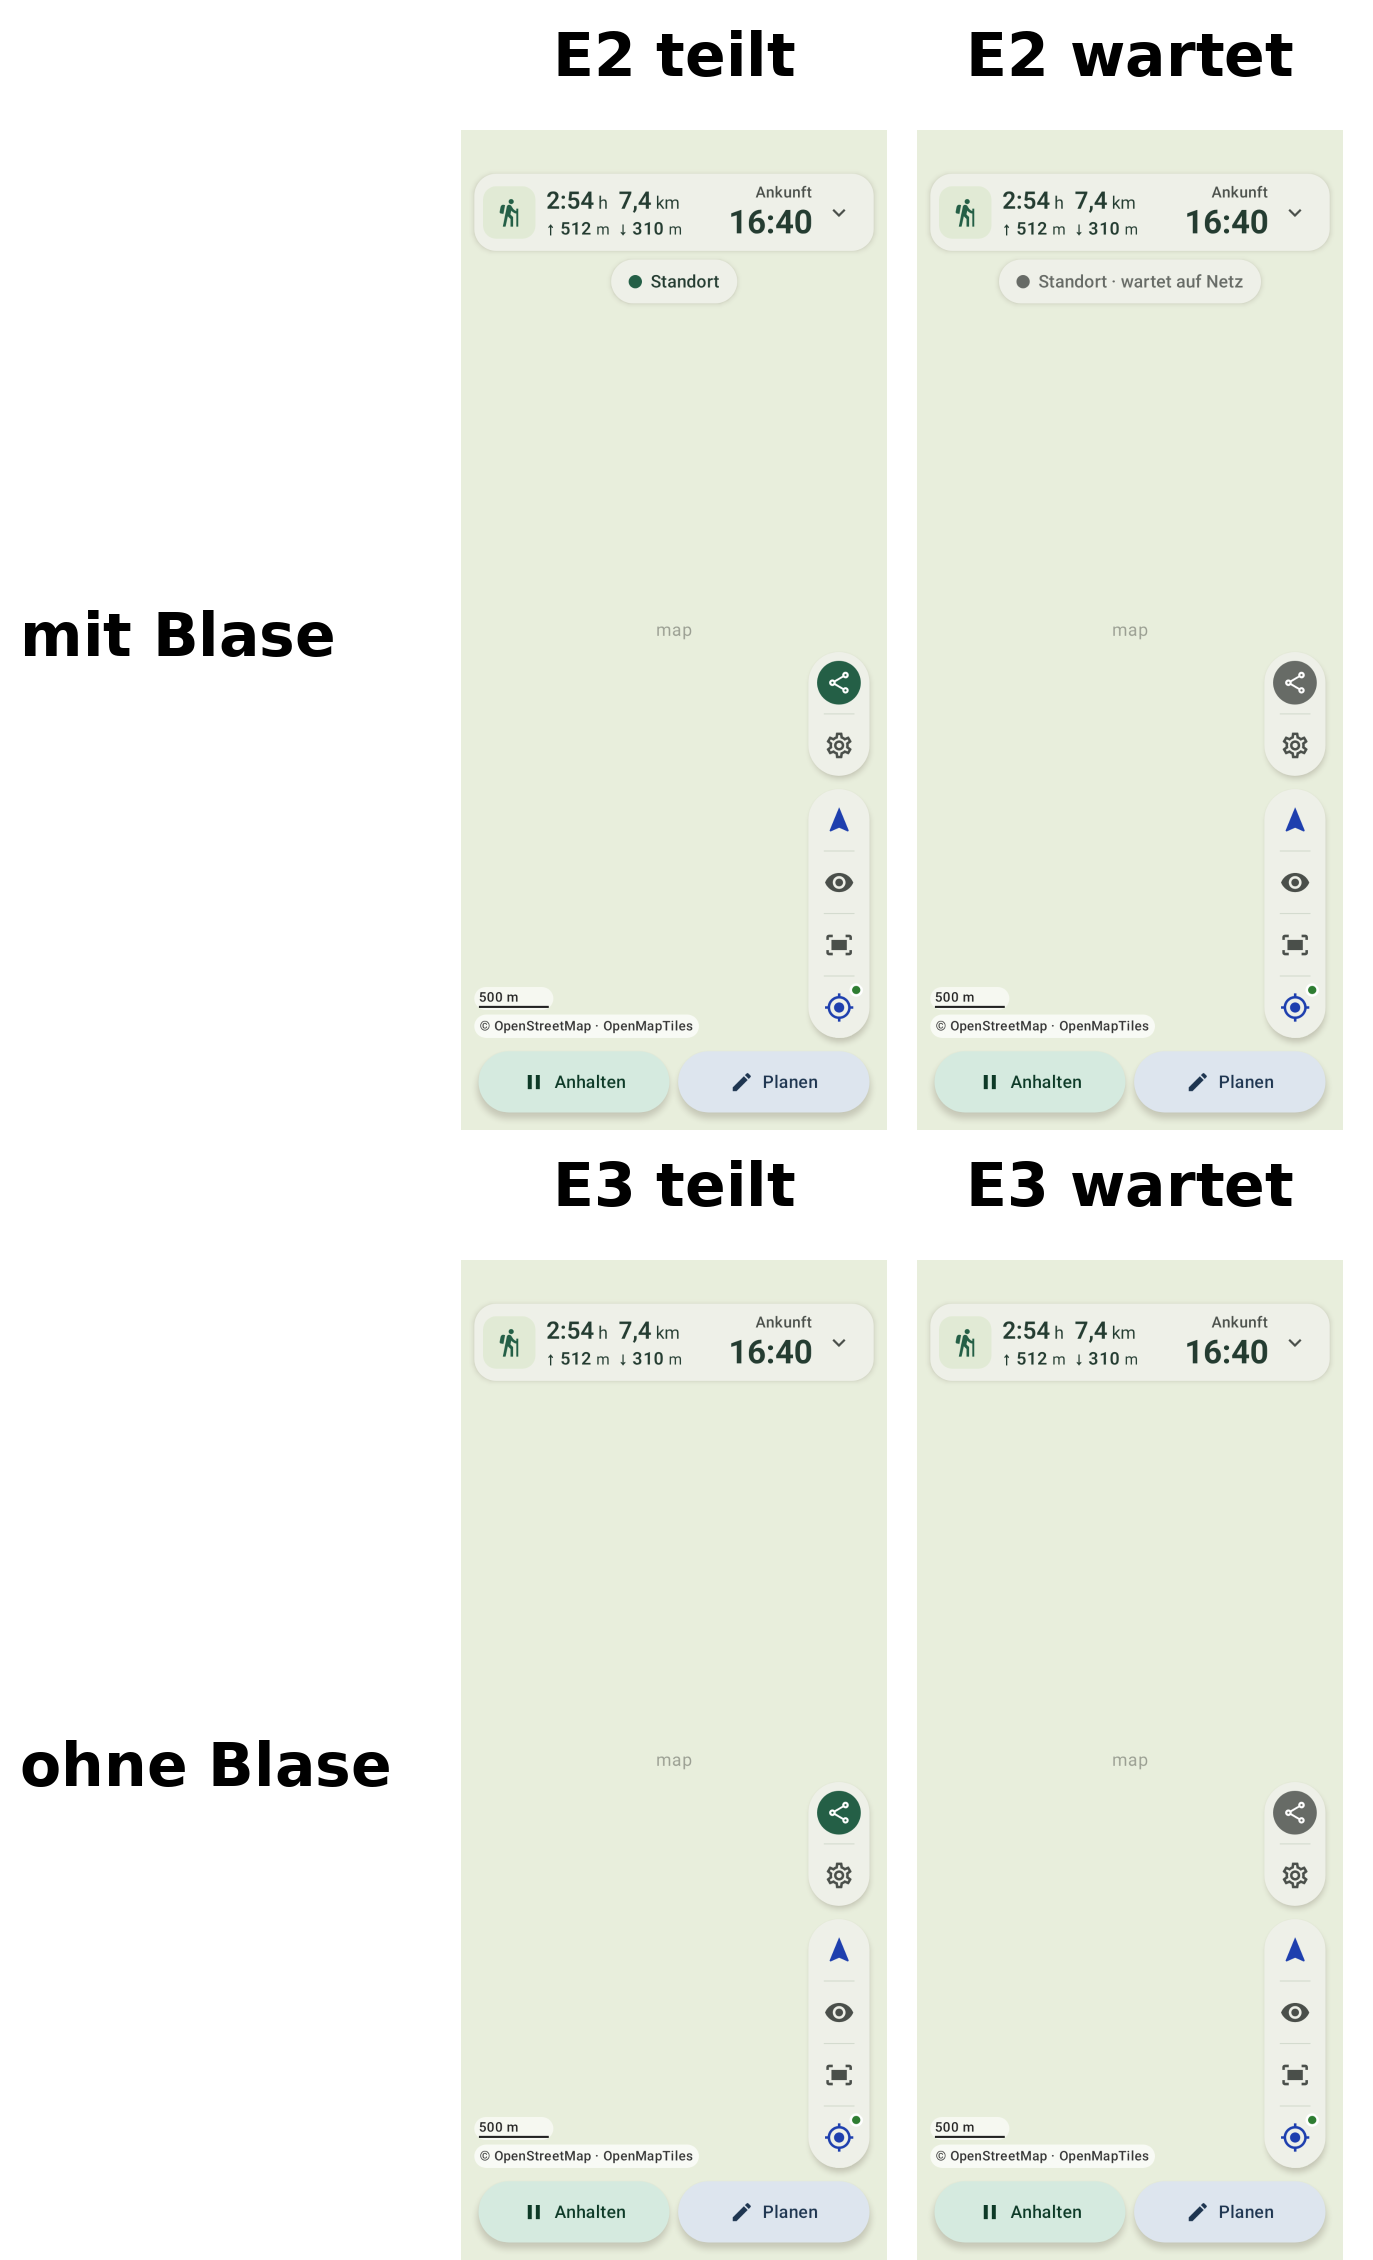 E2 teilt
E2 wartet
mit Blase
2:54 h 7,4 km
↑ 512 m ↓ 310 m
Ankunft
16:40
Standort
map
500 m
© OpenStreetMap · OpenMapTiles
Anhalten
Planen
2:54 h 7,4 km
↑ 512 m ↓ 310 m
Ankunft
16:40
Standort · wartet auf Netz
map
500 m
© OpenStreetMap · OpenMapTiles
Anhalten
Planen
E3 teilt
E3 wartet
ohne Blase
2:54 h 7,4 km
↑ 512 m ↓ 310 m
Ankunft
16:40
map
500 m
© OpenStreetMap · OpenMapTiles
Anhalten
Planen
2:54 h 7,4 km
↑ 512 m ↓ 310 m
Ankunft
16:40
map
500 m
© OpenStreetMap · OpenMapTiles
Anhalten
Planen